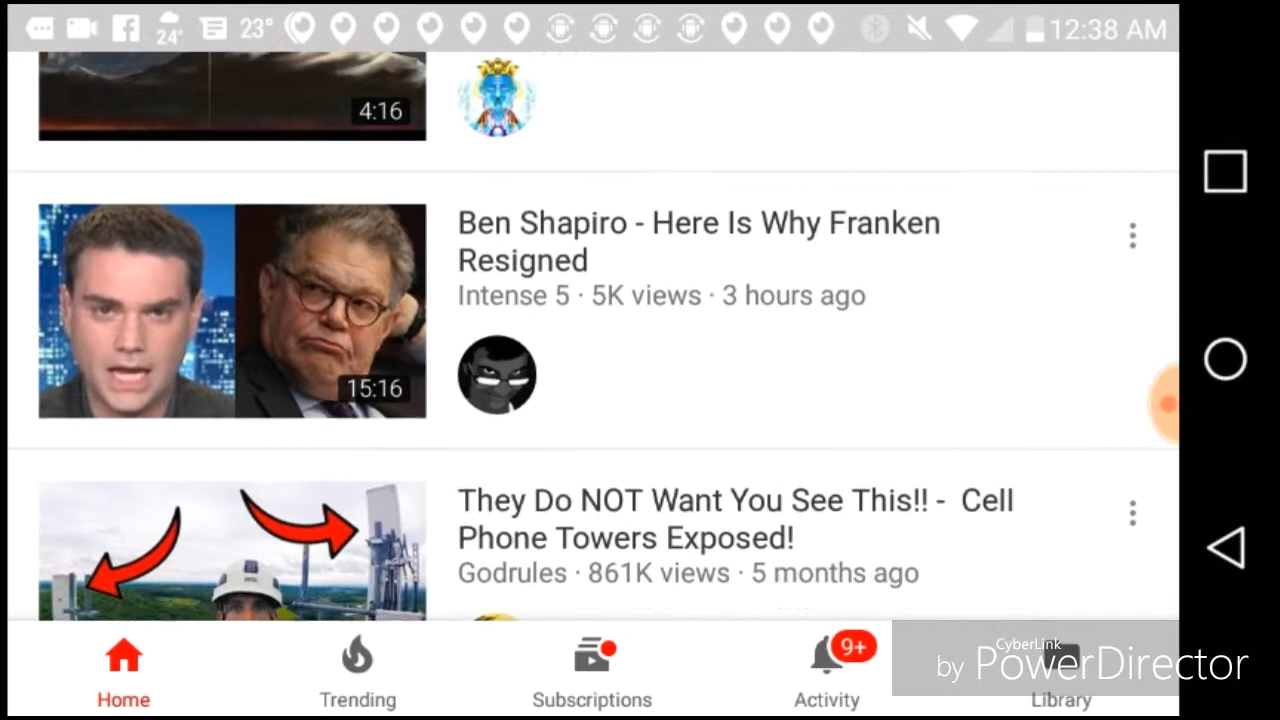 24° 23° 12:38 AM
4:16
Ben Shapiro - Here Is Why Franken
Resigned
Intense 5 · 5K views · 3 hours ago
15:16
They Do NOT Want You See This!! - Cell
Phone Towers Exposed!
Godrules · 861K views · 5 months ago
9+
CyberLink
by PowerDirector
Home Trending Subscriptions Activity Library